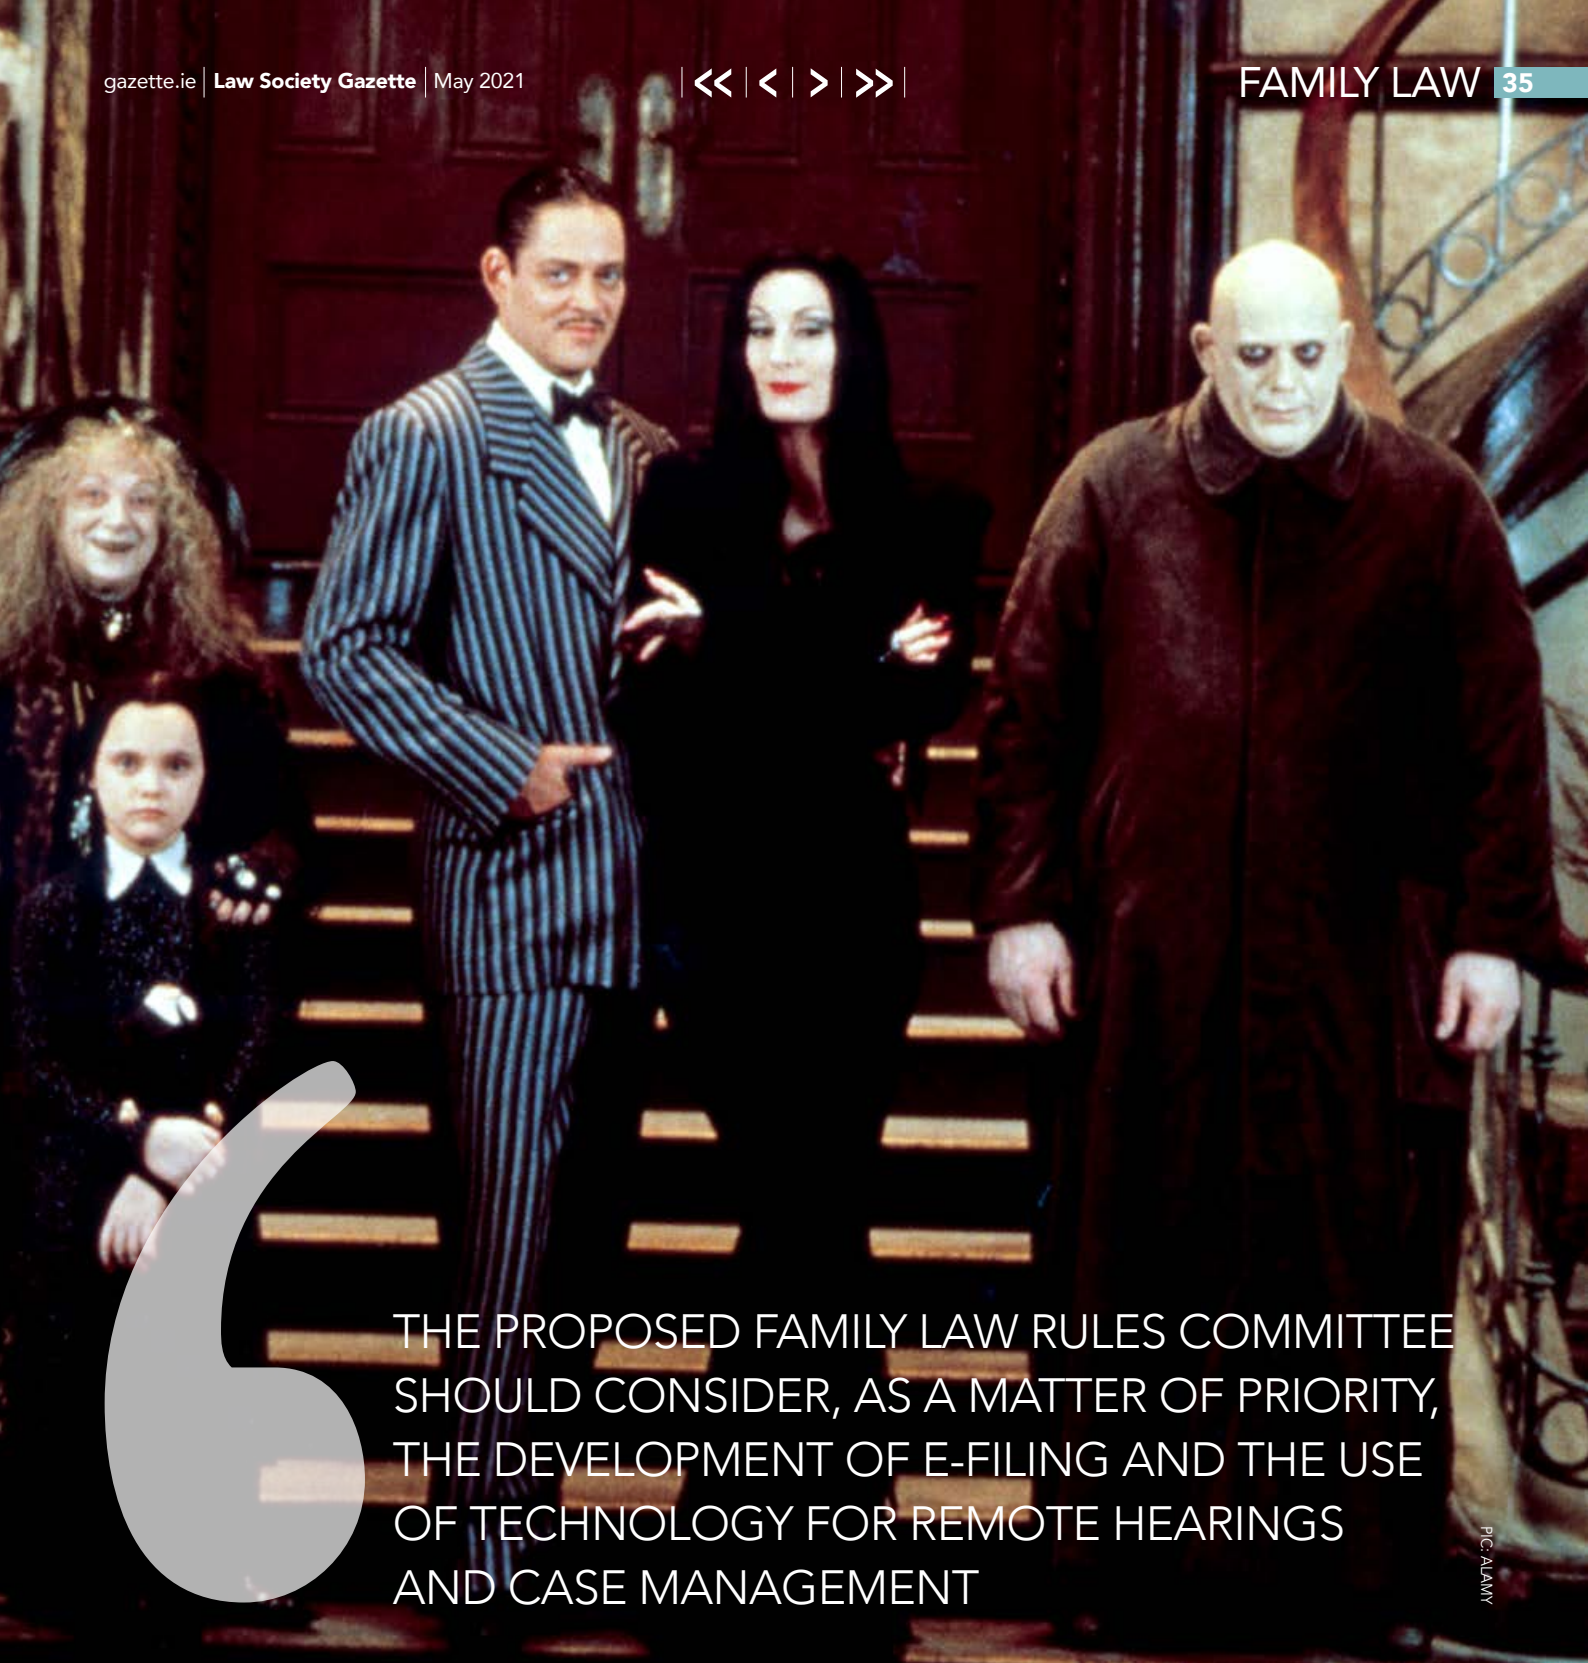 gazette.ie | Law Society Gazette | May 2021
FAMILY LAW 35
THE PROPOSED FAMILY LAW RULES COMMITTEE
SHOULD CONSIDER, AS A MATTER OF PRIORITY,
THE DEVELOPMENT OF E-FILING AND THE USE
OF TECHNOLOGY FOR REMOTE HEARINGS
AND CASE MANAGEMENT
PIC: ALAMY